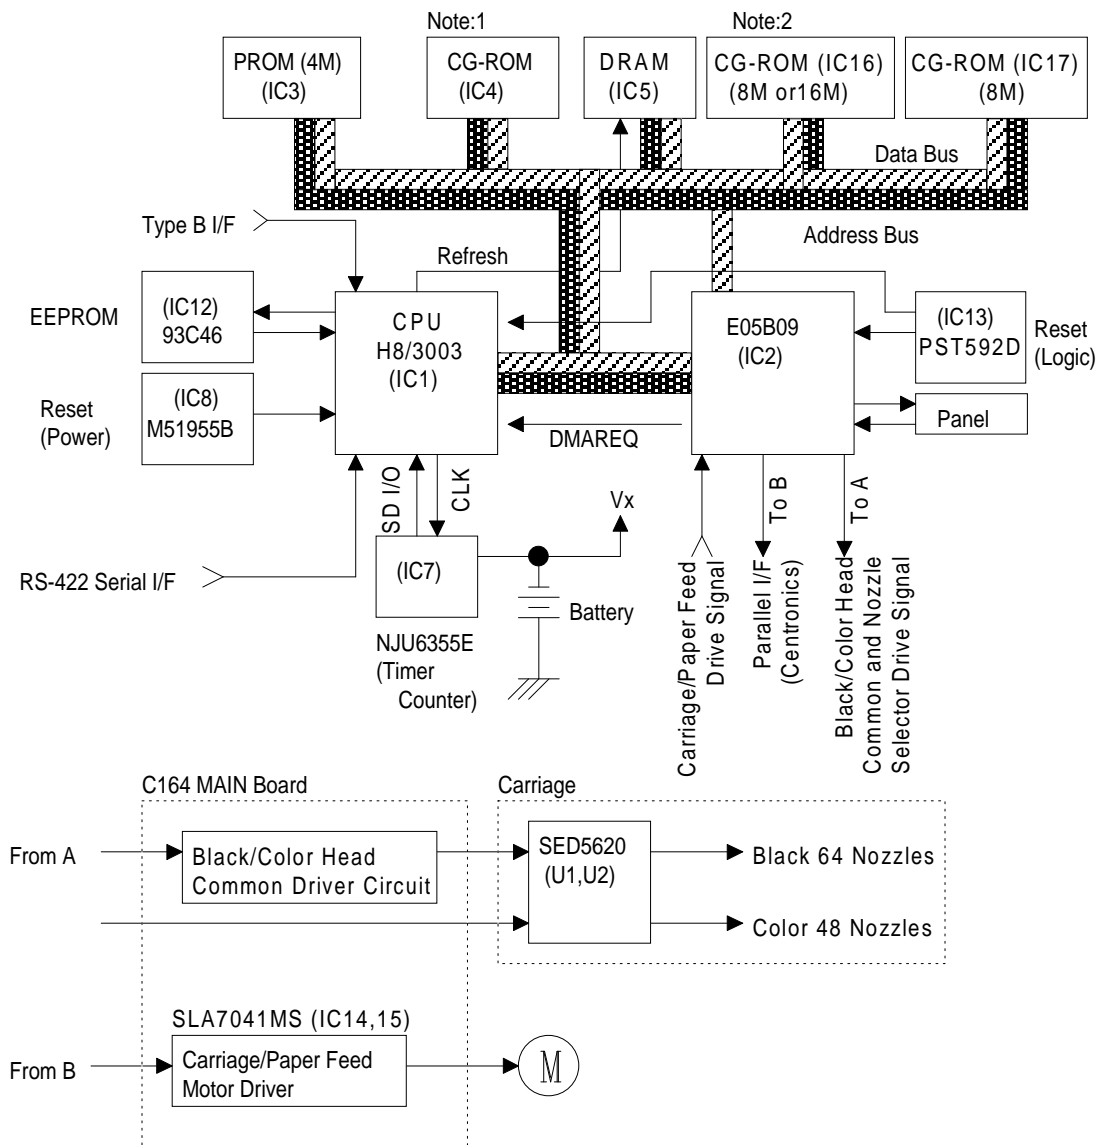 Note:1
Note:2
PROM (4M)
(IC3)
CG-ROM
(IC4)
DRAM
(IC5)
CG-ROM (IC16)
(8M or16M)
CG-ROM (IC17)
(8M)
Data Bus
Address Bus
Type B I/F
Refresh
EEPROM
(IC12)
93C46
CPU
H8/3003
(IC1)
E05B09
(IC2)
(IC13)
PST592D
Reset
(Logic)
Reset
(Power)
(IC8)
M51955B
DMAREQ
Panel
SD I/O
CLK
Vx
To B
To A
RS-422 Serial I/F
(IC7)
Battery
NJU6355E
(Timer
Counter)
Carriage/Paper Feed
Drive Signal
Parallel I/F
(Centronics)
Black/Color Head
Common and Nozzle
Selector Drive Signal
C164 MAIN Board
Carriage
From A
Black/Color Head
Common Driver Circuit
SED5620
(U1,U2)
Black 64 Nozzles
Color 48 Nozzles
SLA7041MS (IC14,15)
From B
Carriage/Paper Feed
Motor Driver
M